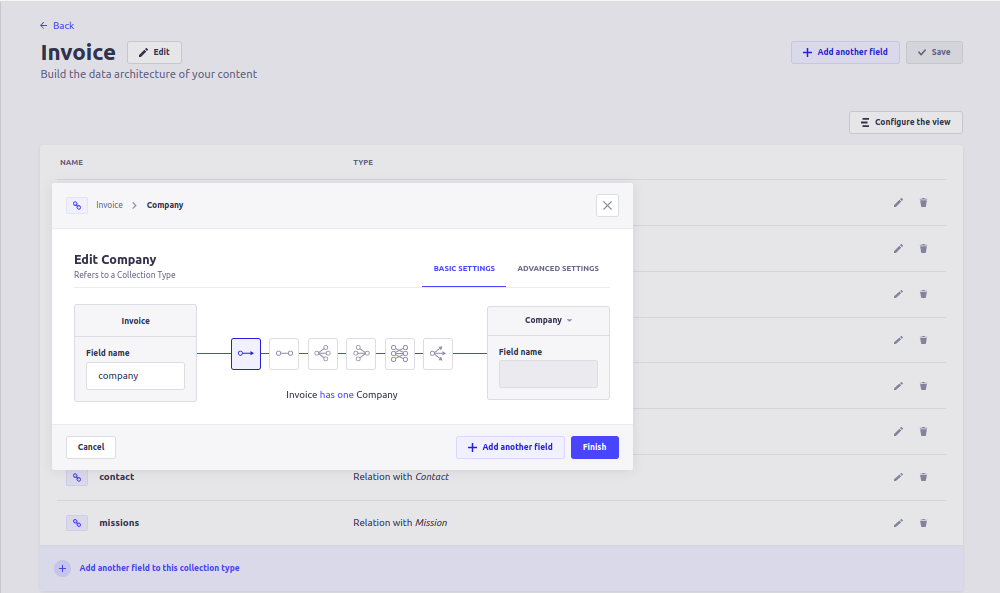 Back
Invoice
Edit
Add another field
Save
Build the data architecture of your content
Configure the view
NAME
TYPE
Invoice
Company
Edit Company
Refers to a Collection Type
BASIC SETTINGS
ADVANCED SETTINGS
Invoice
Field name
company
Company
Field name
Invoice has one Company
Cancel
Add another field
Finish
contact
Relation with Contact
missions
Relation with Mission
Add another field to this collection type